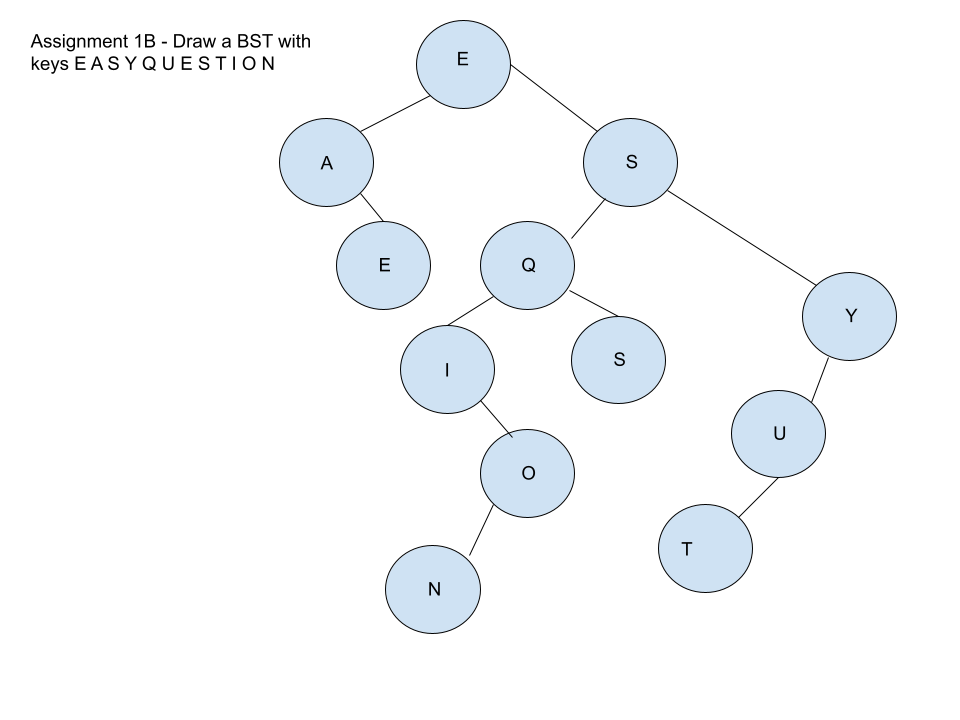 Assignment 1B - Draw a BST with
keys E A S Y Q U E S T I O N
E
A
S
E
Q
Y
I
S
U
O
T
N